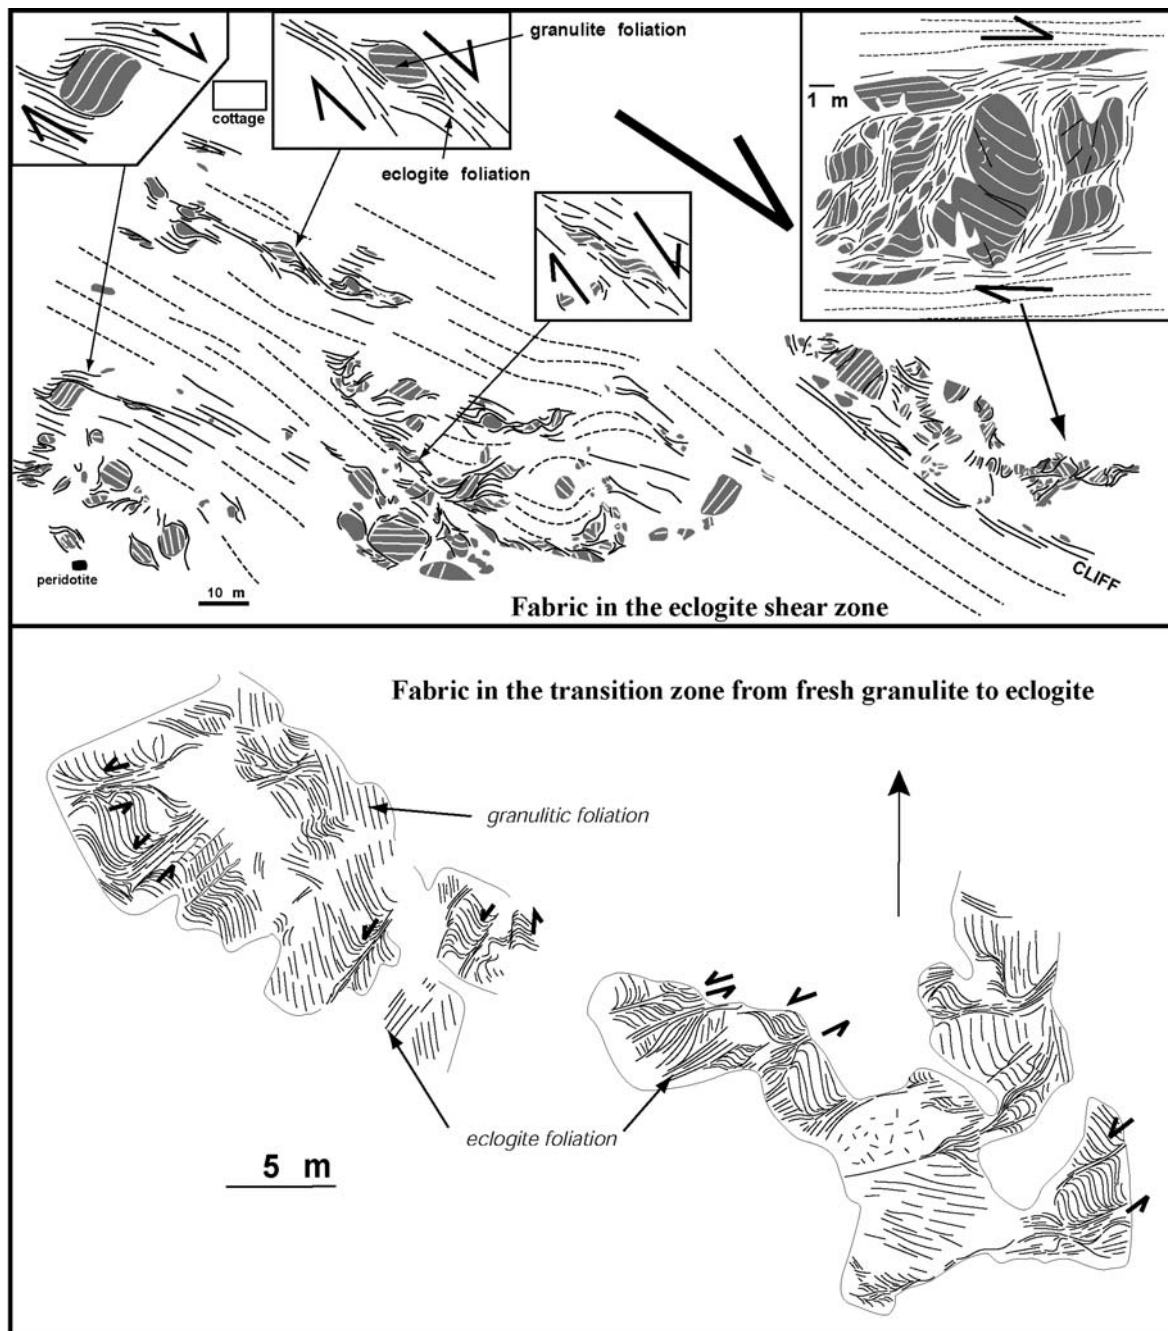 granulite foliation
cottage
1 m
eclogite foliation
peridotite
10 m
CLIFF
Fabric in the eclogite shear zone
Fabric in the transition zone from fresh granulite to eclogite
granulitic foliation
eclogite foliation
5 m